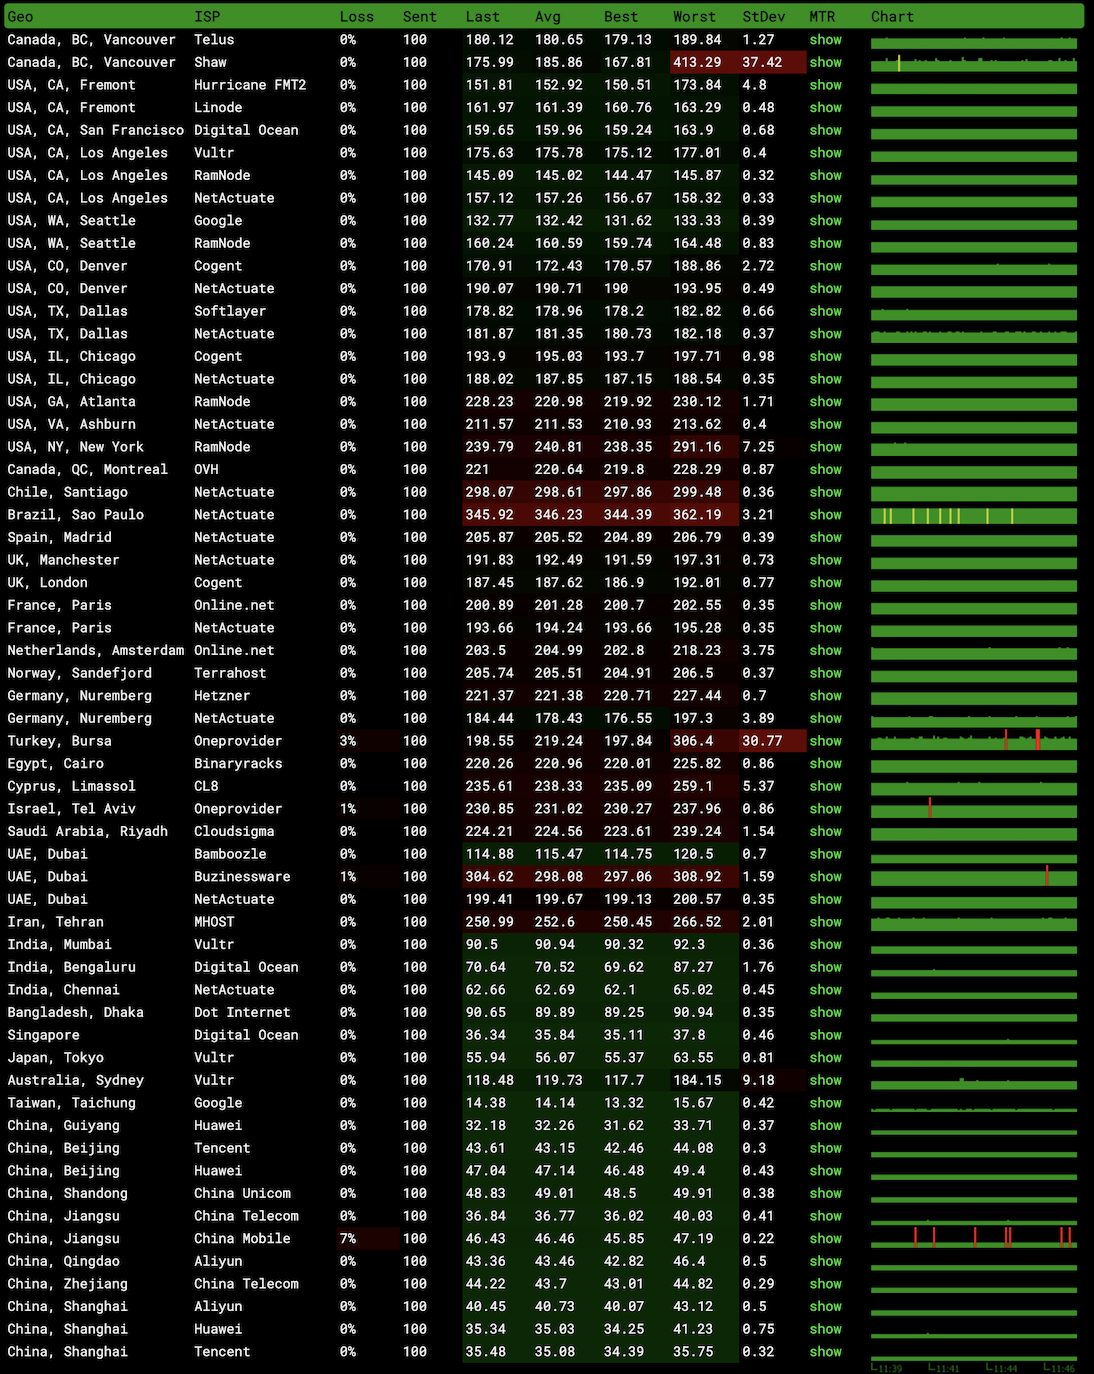 Geo ISP Loss Sent Last Avg Best Worst StDev MTR Chart
Canada, BC, Vancouver Telus 0% 100 180.12 180.65 179.13 189.84 1.27 show
Canada, BC, Vancouver Shaw 0% 100 175.99 185.86 167.81 413.29 37.42 show
USA, CA, Fremont Hurricane FMT2 0% 100 151.81 152.92 150.51 173.84 4.8 show
USA, CA, Fremont Linode 0% 100 161.97 161.39 160.76 163.29 0.48 show
USA, CA, San Francisco Digital Ocean 0% 100 159.65 159.96 159.24 163.9 0.68 show
USA, CA, Los Angeles Vultr 0% 100 175.63 175.78 175.12 177.01 0.4 show
USA, CA, Los Angeles RamNode 0% 100 145.09 145.02 144.47 145.87 0.32 show
USA, CA, Los Angeles NetActuate 0% 100 157.12 157.26 156.67 158.32 0.33 show
USA, WA, Seattle Google 0% 100 132.77 132.42 131.62 133.33 0.39 show
USA, WA, Seattle RamNode 0% 100 160.24 160.59 159.74 164.48 0.83 show
USA, CO, Denver Cogent 0% 100 170.91 172.43 170.57 188.86 2.72 show
USA, CO, Denver NetActuate 0% 100 190.07 190.71 190 193.95 0.49 show
USA, TX, Dallas Softlayer 0% 100 178.82 178.96 178.2 182.82 0.66 show
USA, TX, Dallas NetActuate 0% 100 181.87 181.35 180.73 182.18 0.37 show
USA, IL, Chicago Cogent 0% 100 193.9 195.03 193.7 197.71 0.98 show
USA, IL, Chicago NetActuate 0% 100 188.02 187.85 187.15 188.54 0.35 show
USA, GA, Atlanta RamNode 0% 100 228.23 220.98 219.92 230.12 1.71 show
USA, VA, Ashburn NetActuate 0% 100 211.57 211.53 210.93 213.62 0.4 show
USA, NY, New York RamNode 0% 100 239.79 240.81 238.35 291.16 7.25 show
Canada, QC, Montreal OVH 0% 100 221 220.64 219.8 228.29 0.87 show
Chile, Santiago NetActuate 0% 100 298.07 298.61 297.86 299.48 0.36 show
Brazil, Sao Paulo NetActuate 0% 100 345.92 346.23 344.39 362.19 3.21 show
Spain, Madrid NetActuate 0% 100 205.87 205.52 204.89 206.79 0.39 show
UK, Manchester NetActuate 0% 100 191.83 192.49 191.59 197.31 0.73 show
UK, London Cogent 0% 100 187.45 187.62 186.9 192.01 0.77 show
France, Paris Online.net 0% 100 200.89 201.28 200.7 202.55 0.35 show
France, Paris NetActuate 0% 100 193.66 194.24 193.66 195.28 0.35 show
Netherlands, Amsterdam Online.net 0% 100 203.5 204.99 202.8 218.23 3.75 show
Norway, Sandefjord Terrahost 0% 100 205.74 205.51 204.91 206.5 0.37 show
Germany, Nuremberg Hetzner 0% 100 221.37 221.38 220.71 227.44 0.7 show
Germany, Nuremberg NetActuate 0% 100 184.44 178.43 176.55 197.3 3.89 show
Turkey, Bursa Oneprovider 3% 100 198.55 219.24 197.84 306.4 30.77 show
Egypt, Cairo Binaryracks 0% 100 220.26 220.96 220.01 225.82 0.86 show
Cyprus, Limassol CL8 0% 100 235.61 238.33 235.09 259.1 5.37 show
Israel, Tel Aviv Oneprovider 1% 100 230.85 231.02 230.27 237.96 0.86 show
Saudi Arabia, Riyadh Cloudsigma 0% 100 224.21 224.56 223.61 239.24 1.54 show
UAE, Dubai Bamboozle 0% 100 114.88 115.47 114.75 120.5 0.7 show
UAE, Dubai Buzinessware 1% 100 304.62 298.08 297.06 308.92 1.59 show
UAE, Dubai NetActuate 0% 100 199.41 199.67 199.13 200.57 0.35 show
Iran, Tehran MHOST 0% 100 250.99 252.6 250.45 266.52 2.01 show
India, Mumbai Vultr 0% 100 90.5 90.94 90.32 92.3 0.36 show
India, Bengaluru Digital Ocean 0% 100 70.64 70.52 69.62 87.27 1.76 show
India, Chennai NetActuate 0% 100 62.66 62.69 62.1 65.02 0.45 show
Bangladesh, Dhaka Dot Internet 0% 100 90.65 89.89 89.25 90.94 0.35 show
Singapore Digital Ocean 0% 100 36.34 35.84 35.11 37.8 0.46 show
Japan, Tokyo Vultr 0% 100 55.94 56.07 55.37 63.55 0.81 show
Australia, Sydney Vultr 0% 100 118.48 119.73 117.7 184.15 9.18 show
Taiwan, Taichung Google 0% 100 14.38 14.14 13.32 15.67 0.42 show
China, Guiyang Huawei 0% 100 32.18 32.26 31.62 33.71 0.37 show
China, Beijing Tencent 0% 100 43.61 43.15 42.46 44.08 0.3 show
China, Beijing Huawei 0% 100 47.04 47.14 46.48 49.4 0.43 show
China, Shandong China Unicom 0% 100 48.83 49.01 48.5 49.91 0.38 show
China, Jiangsu China Telecom 0% 100 36.84 36.77 36.02 40.03 0.41 show
China, Jiangsu China Mobile 7% 100 46.43 46.46 45.85 47.19 0.22 show
China, Qingdao Aliyun 0% 100 43.36 43.46 42.82 46.4 0.5 show
China, Zhejiang China Telecom 0% 100 44.22 43.7 43.01 44.82 0.29 show
China, Shanghai Aliyun 0% 100 40.45 40.73 40.07 43.12 0.5 show
China, Shanghai Huawei 0% 100 35.34 35.03 34.25 41.23 0.75 show
China, Shanghai Tencent 0% 100 35.48 35.08 34.39 35.75 0.32 show
11:39 11:41 11:44 11:46